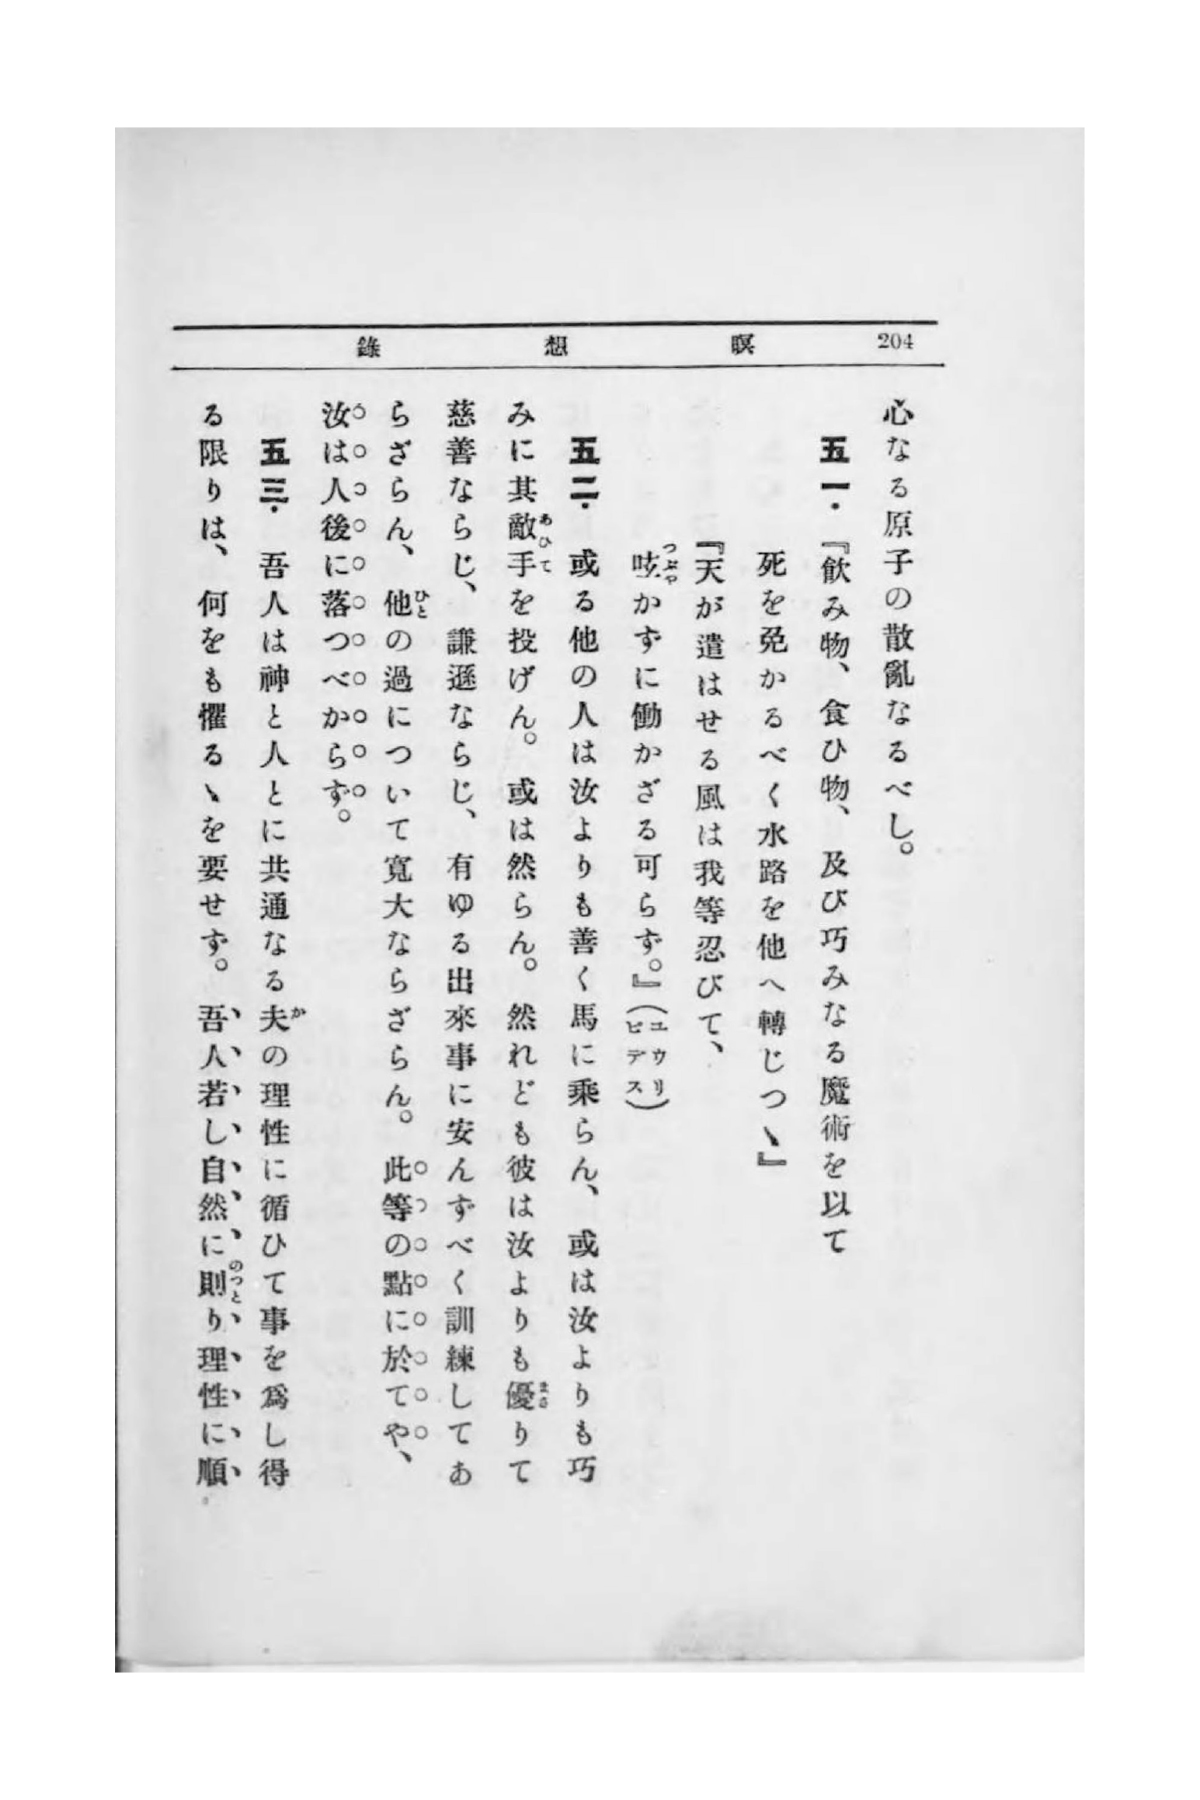 204 瞑想錄
心なる原子の散亂なるべし。
五一・『飮み物、食ひ物、及び巧みなる魔術を以て
死を免かるべく水路を他へ轉じつゝ』
『天が遣はせる風は我等忍びて、
呟かずに働かざる可らず。』(ユウリピデス)
五二・或る他の人は汝よりも善く馬に乘らん、或は汝よりも巧
みに其敵手を投げん。或は然らん。然れども彼は汝よりも優りて
慈善ならじ、謙遜ならじ、有ゆる出來事に安んずべく訓練してあ
らざらん、他の過について寬大ならざらん。此等の點に於てや、
汝は人後に落つべからず。
五三・吾人は神と人とに共通なる夫の理性に循ひて事を爲し得
る限りは、何をも懼るゝを要せず。吾人若し自然に則り理性に順